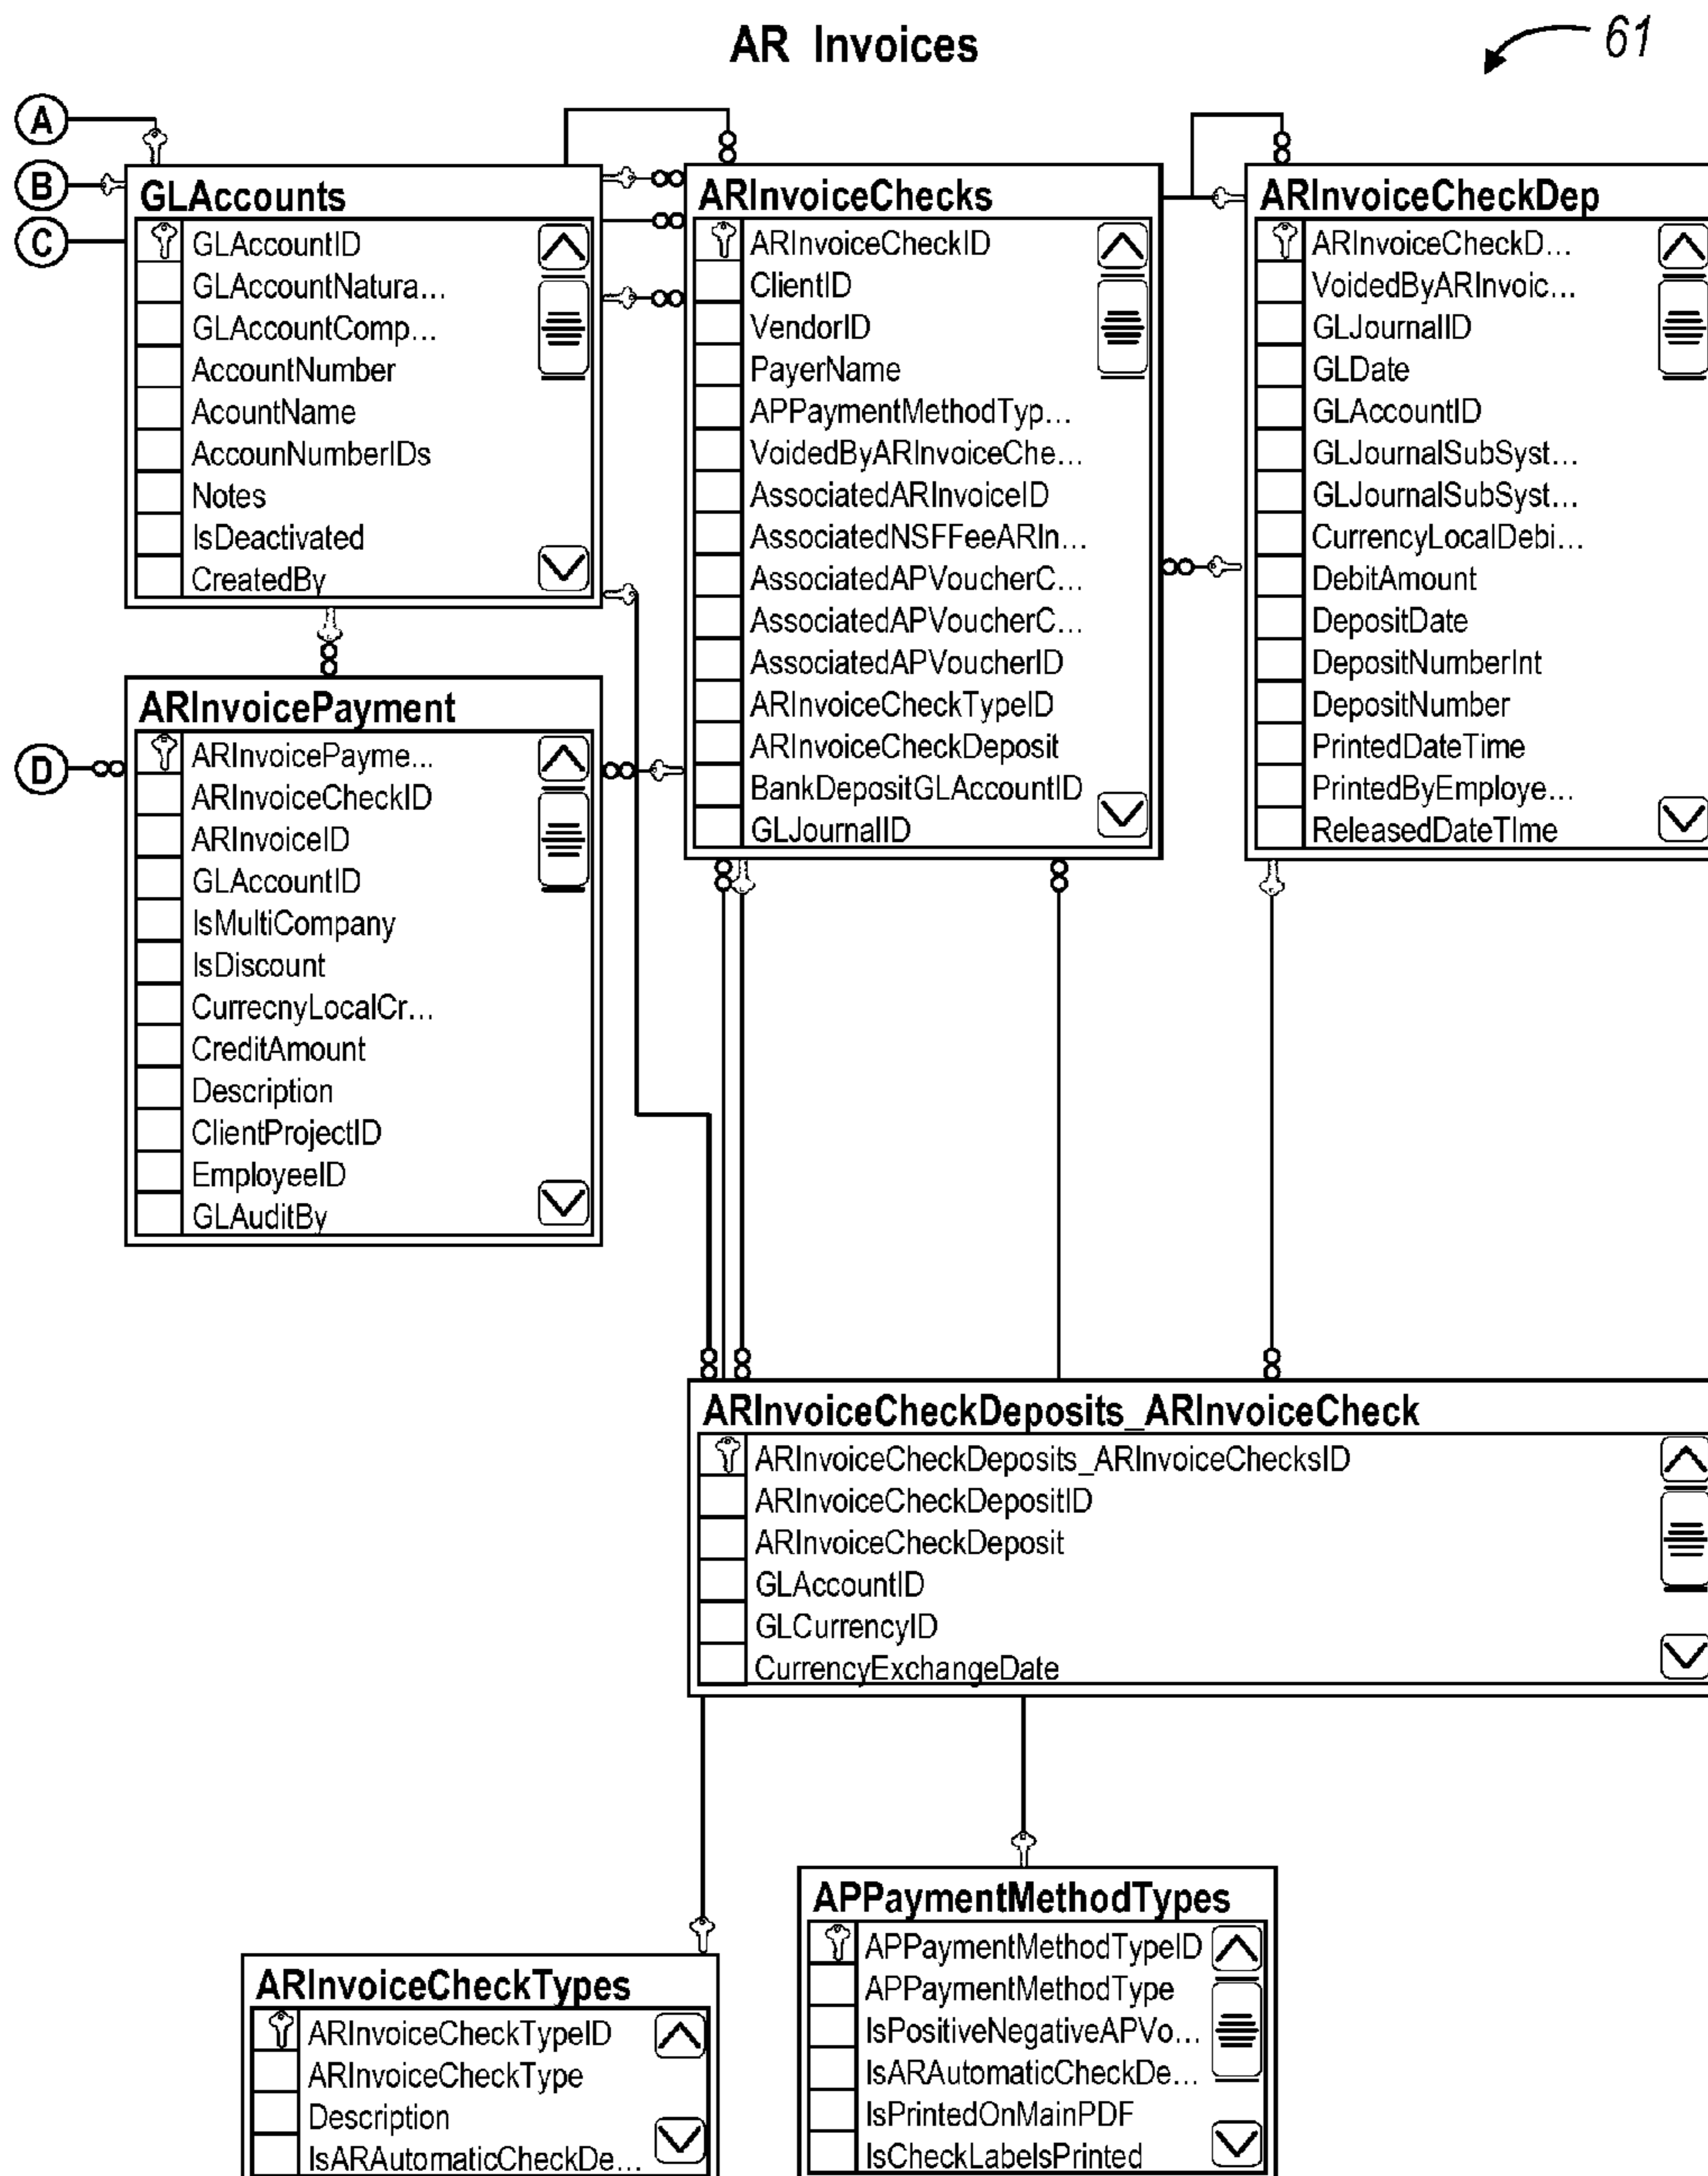 AR Invoices
61
A
B
C
GLAccounts
GLAccountID
GLAccountNatura...
GLAccountComp...
AccountNumber
AcountName
AccounNumberIDs
Notes
IsDeactivated
CreatedBy
ARInvoiceChecks
ARInvoiceCheckID
ClientID
VendorID
PayerName
APPaymentMethodTyp...
VoidedByARInvoiceChe...
AssociatedARInvoiceID
AssociatedNSFFeeARIn...
AssociatedAPVoucherC...
AssociatedAPVoucherC...
AssociatedAPVoucherID
ARInvoiceCheckTypeID
ARInvoiceCheckDeposit
BankDepositGLAccountID
GLJournalID
ARInvoiceCheckDep
ARInvoiceCheckD...
VoidedByARInvoic...
GLJournalID
GLDate
GLAccountID
GLJournalSubSyst...
GLJournalSubSyst...
CurrencyLocalDebi...
DebitAmount
DepositDate
DepositNumberInt
DepositNumber
PrintedDateTime
PrintedByEmploye...
ReleasedDateTIme
D
ARInvoicePayment
ARInvoicePayme...
ARInvoiceCheckID
ARInvoiceID
GLAccountID
IsMultiCompany
IsDiscount
CurrecnyLocalCr...
CreditAmount
Description
ClientProjectID
EmployeeID
GLAuditBy
ARInvoiceCheckDeposits_ARInvoiceCheck
ARInvoiceCheckDeposits_ARInvoiceChecksID
ARInvoiceCheckDepositID
ARInvoiceCheckDeposit
GLAccountID
GLCurrencyID
CurrencyExchangeDate
APPaymentMethodTypes
APPaymentMethodTypeID
APPaymentMethodType
IsPositiveNegativeAPVo...
IsARAutomaticCheckDe...
IsPrintedOnMainPDF
IsCheckLabelsPrinted
ARInvoiceCheckTypes
ARInvoiceCheckTypeID
ARInvoiceCheckType
Description
IsARAutomaticCheckDe...